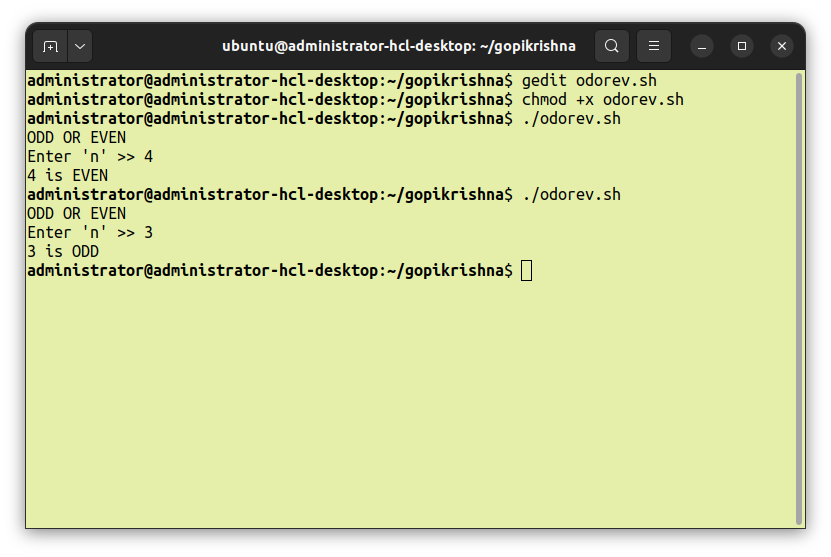 ubuntu@administrator-hcl-desktop: ~/gopikrishna
administrator@administrator-hcl-desktop:~/gopikrishna$ gedit odorev.sh
administrator@administrator-hcl-desktop:~/gopikrishna$ chmod +x odorev.sh
administrator@administrator-hcl-desktop:~/gopikrishna$ ./odorev.sh
ODD OR EVEN
Enter 'n' >> 4
4 is EVEN
administrator@administrator-hcl-desktop:~/gopikrishna$ ./odorev.sh
ODD OR EVEN
Enter 'n' >> 3
3 is ODD
administrator@administrator-hcl-desktop:~/gopikrishna$